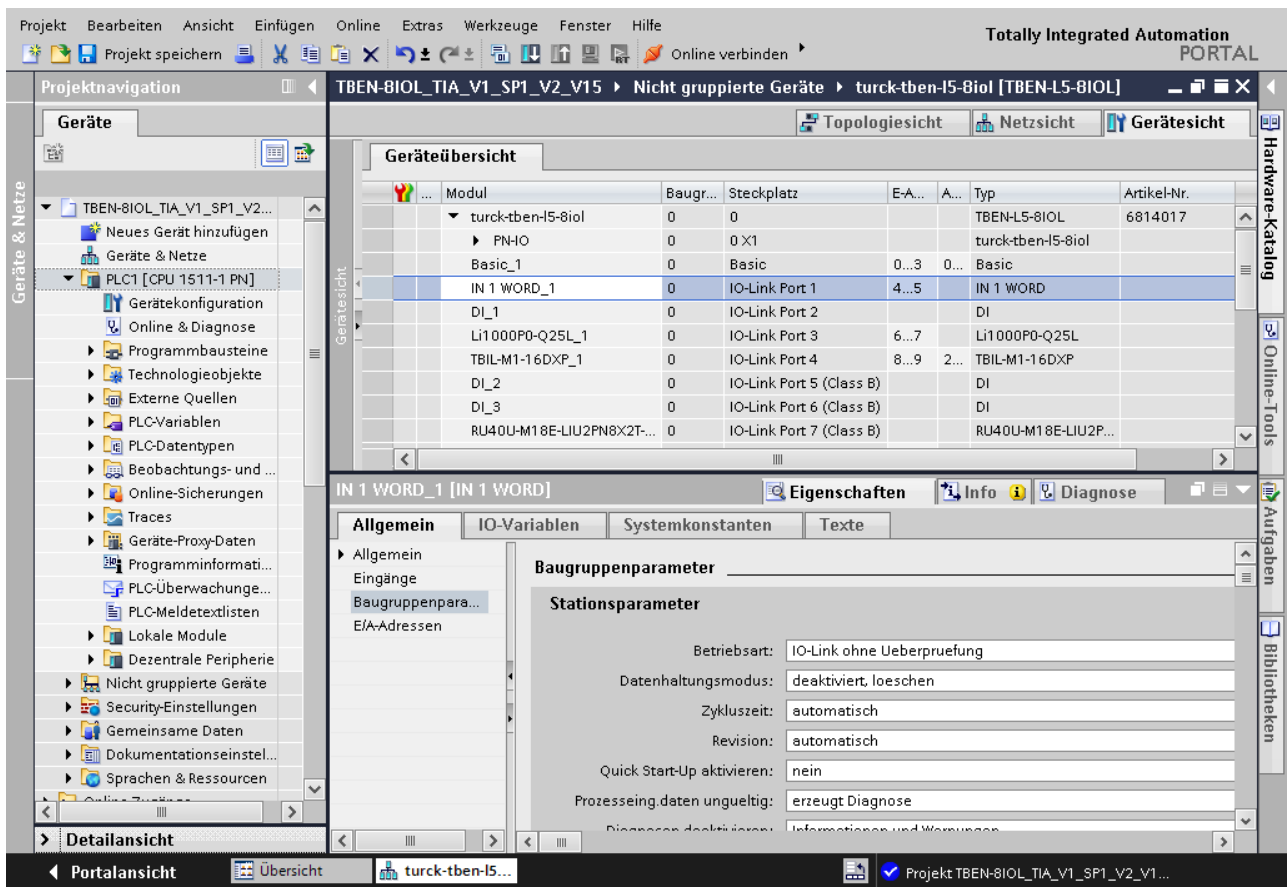 Projekt Bearbeiten Ansicht Einfügen Online Extras Werkzeuge Fenster Hilfe
Totally Integrated Automation
PORTAL
Projekt speichern
Online verbinden
Projektnavigation
TBEN-8IOL_TIA_V1_SP1_V2_V15 Nicht gruppierte Geräte turck-tben-l5-8iol [TBEN-L5-8IOL]
Geräte
Topologiesicht Netzsicht Gerätesicht
Geräteübersicht
... Modul Baugr... Steckplatz E-A... A... Typ Artikel-Nr.
turck-tben-l5-8iol 0 0 TBEN-L5-8IOL 6814017
PN-IO 0 0 X1 turck-tben-l5-8iol
Basic_1 0 Basic 0...3 0... Basic
IN 1 WORD_1 0 IO-Link Port 1 4...5 IN 1 WORD
DI_1 0 IO-Link Port 2 DI
Li1000P0-Q25L_1 0 IO-Link Port 3 6...7 Li1000P0-Q25L
TBIL-M1-16DXP_1 0 IO-Link Port 4 8...9 2... TBIL-M1-16DXP
DI_2 0 IO-Link Port 5 (Class B) DI
DI_3 0 IO-Link Port 6 (Class B) DI
RU40U-M18E-LIU2PN8X2T-... 0 IO-Link Port 7 (Class B) RU40U-M18E-LIU2P...
TBEN-8IOL_TIA_V1_SP1_V2...
Neues Gerät hinzufügen
Geräte & Netze
PLC1 [CPU 1511-1 PN]
Gerätekonfiguration
Online & Diagnose
Programmbausteine
Technologieobjekte
Externe Quellen
PLC-Variablen
PLC-Datentypen
Beobachtungs- und ...
Online-Sicherungen
Traces
Geräte-Proxy-Daten
Programminformati...
PLC-Überwachunge...
PLC-Meldetextlisten
Lokale Module
Dezentrale Peripherie
Nicht gruppierte Geräte
Security-Einstellungen
Gemeinsame Daten
Dokumentationseinstel...
Sprachen & Ressourcen
Online-Zugänge
Detailansicht
IN 1 WORD_1 [IN 1 WORD]
Eigenschaften Info Diagnose
Allgemein IO-Variablen Systemkonstanten Texte
Allgemein
Eingänge
Baugruppenpara...
E/A-Adressen
Baugruppenparameter
Stationsparameter
Betriebsart: IO-Link ohne Ueberpruefung
Datenhaltungsmodus: deaktiviert, loeschen
Zykluszeit: automatisch
Revision: automatisch
Quick Start-Up aktivieren: nein
Prozesseing.daten ungueltig: erzeugt Diagnose
Diagnosen deaktivieren: Informationen und Warnungen
Geräte & Netze
Gerätesicht
Hardware-Katalog
Online-Tools
Aufgaben
Bibliotheken
Portalansicht Übersicht turck-tben-l5... Projekt TBEN-8IOL_TIA_V1_SP1_V2_V1...